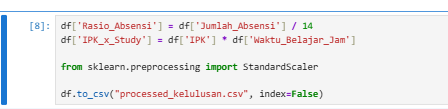 [8]: df['Rasio_Absensi'] = df['Jumlah_Absensi'] / 14
df['IPK_x_Study'] = df['IPK'] * df['Waktu_Belajar_Jam']
from sklearn.preprocessing import StandardScaler
df.to_csv("processed_kelulusan.csv", index=False)